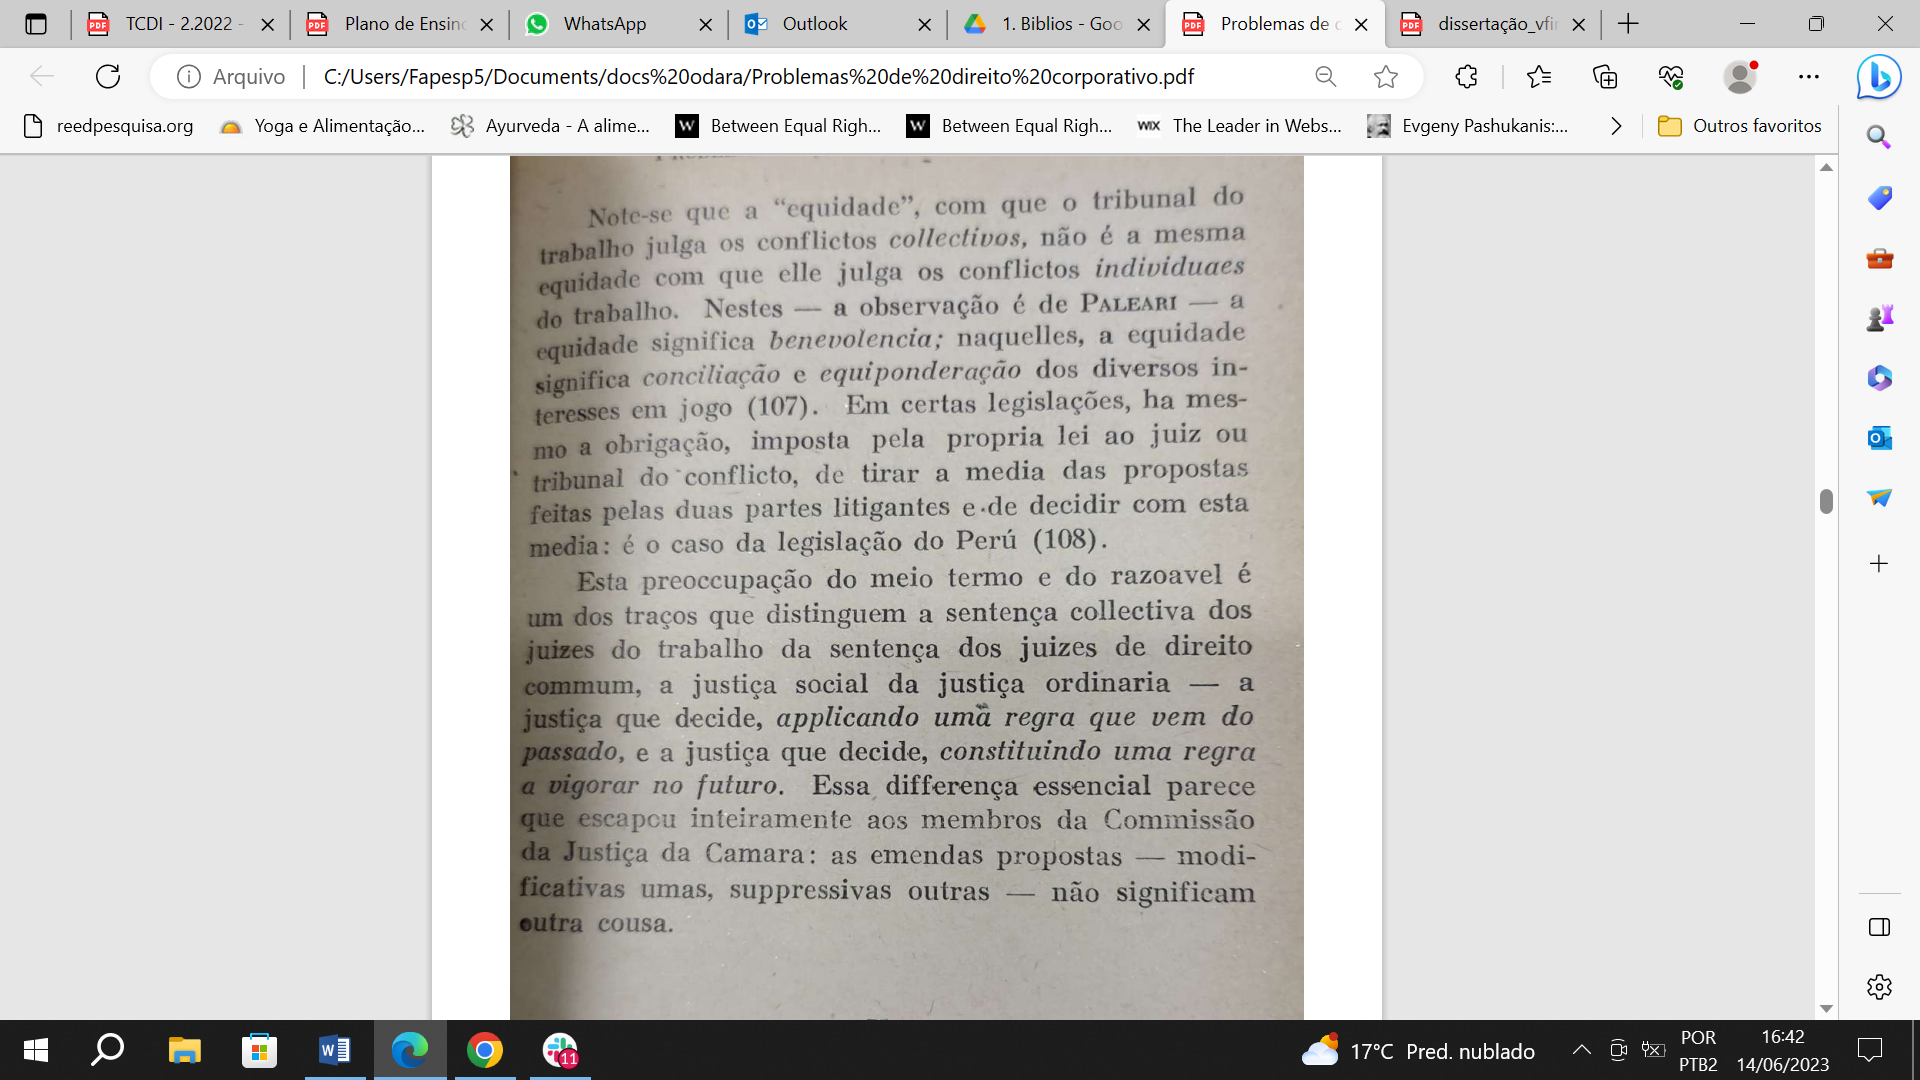 TCDI - 2.2022 -
Plano de Ensino
WhatsApp
Outlook
1. Biblios - Goo
Problemas de d
dissertação_vfin
Arquivo
C:/Users/Fapesp5/Documents/docs%20odara/Problemas%20de%20direito%20corporativo.pdf
reedpesquisa.org
Yoga e Alimentação...
Ayurveda - A alime...
W
Between Equal Righ...
W
Between Equal Righ...
WIX
The Leader in Webs...
Evgeny Pashukanis:...
Outros favoritos
Note-se que a “equidade”, com que o tribunal do
trabalho julga os conflictos collectivos, não é a mesma
equidade com que elle julga os conflictos individuaes
do trabalho. Nestes — a observação é de PALEARI — a
equidade significa benevolencia; naquelles, a equidade
significa conciliação e equiponderação dos diversos in-
teresses em jogo (107). Em certas legislações, ha mes-
mo a obrigação, imposta pela propria lei ao juiz ou
tribunal do conflicto, de tirar a media das propostas
feitas pelas duas partes litigantes e de decidir com esta
media: é o caso da legislação do Perú (108).
Esta preoccupação do meio termo e do razoavel é
um dos traços que distinguem a sentença collectiva dos
juizes do trabalho da sentença dos juizes de direito
commum, a justiça social da justiça ordinaria — a
justiça que decide, applicando uma regra que vem do
passado, e a justiça que decide, constituindo uma regra
a vigorar no futuro. Essa differença essencial parece
que escapou inteiramente aos membros da Commissão
da Justiça da Camara: as emendas propostas — modi-
ficativas umas, suppressivas outras — não significam
outra cousa.
11
17°C Pred. nublado
POR
PTB2
16:42
14/06/2023